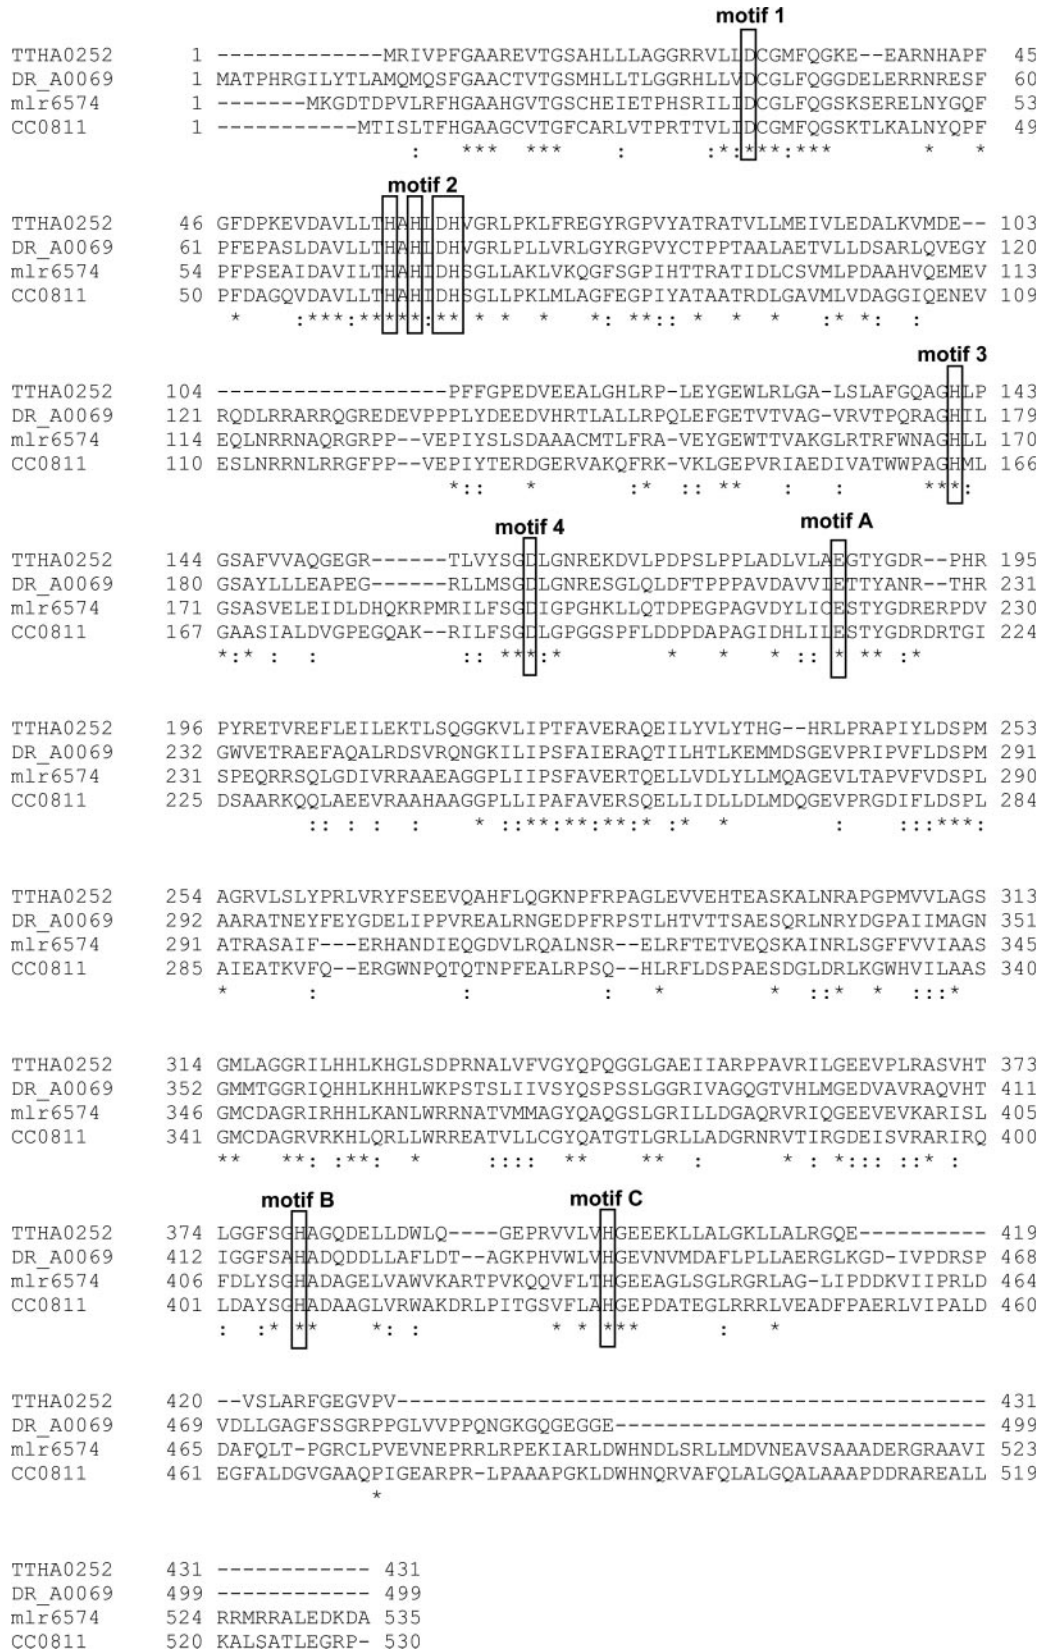 motif 1
TTHA0252 1 -------------MRIVPFGAAREVTGSAHLLLAGGRRVLLDCGMFQGKE--EARNHAPF 45
DR_A0069 1 MATPHRGILYTLAMQMQSFGAACTVTGSMHLLLTLGGRHLLVDCGLFQGGDELERRNRESF 60
mlr6574 1 -------MKGDTDPVLRFHGAAHGVTGSCHEIETPHSRILIDCGLFQGSKSERELNYGQF 53
CC0811 1 -----------MTISLTFHGAAGCVTGFCARLVTPRTTVLIDCGMFQGSKTLKALNYQPF 49
: *** *** : :*:****:*** * *
motif 2
TTHA0252 46 GFDPKEVDAVLLTHAHLDHVGRLPKLFREGYRGPVYATRATVLLMEIVLEDALKVMDE-- 103
DR_A0069 61 PFEPASLDAVLLTHAHLDHVGRLPLLVRLGYRGPVYCTPPTAALAETVLLDSARLQVEGY 120
mlr6574 54 PFPSEAIDAVILTHAHIDHSGLLAKLVKQGFSGPIHTTRATIDLCSVMLPDAAHVQEMEV 113
CC0811 50 PFDAGQVDAVLLTHAHIDHSGLLPKLMLAGFEGPIYATAATRDLGAVMLVDAGGIQENEV 109
* :***:*****:** * * * *: **:: * * * :* *: :
motif 3
TTHA0252 104 ------------------PFFGPEDVEEALGHLRP-LEYGEWLRLGA-LSLAFGQAGHLP 143
DR_A0069 121 RQDLRRARRQGREDEVPPPLYDEEDVHRTLALLRPQLEFGETVTVAG-VRVTPQRAGHIL 179
mlr6574 114 EQLNRRNAQRGRPP--VEPIYSLSDAAACMTLFRA-VEYGEWTTVAKGLRTRFWNAGHLL 170
CC0811 110 ESLNRRNLRRGFPP--VEPIYTERDGERVAKQFRK-VKLGEPVRIAEDIVATWWPAGHML 166
*:: * :* :: ** : : ***:
motif 4 motif A
TTHA0252 144 GSAFVVAQGEGR------TLVYSGDLGNREKDVLPDPSLPPLADLVLAEGTYGDR--PHR 195
DR_A0069 180 GSAYLLLEAPEG------RLLMSGDLGNRESGLQLDFTPPPAVDAVVIETTYANR--THR 231
mlr6574 171 GSASVELEIDLDHQKRPMRILFSGDIGPGHKLLQTDPEGPAGVDYLICESTYGDRERPDV 230
CC0811 167 GAASIALDVGPEGQAK--RILFSGDLGPGGSPFLDDPDAPAGIDHLILESTYGDRDRTGI 224
*:* : : :: ***:* * * * :: * ** :*
TTHA0252 196 PYRETVREFLEILEKTLSQGGKVLIPTFAVERAQEILYVLYTHG--HRLPRAPIYLDSPM 253
DR_A0069 232 GWVETRAEFAQALRDSVRQNGKILIPSFAIERAQTILHTLKEMMDSGEVPRIPVFLDSPM 291
mlr6574 231 SPEQRRSQLGDIVRRAAEAGGPLIIPSFAVERTQELLVDLYLLMQAGEVLTAPVFVDSPL 290
CC0811 225 DSAARKQQLAEEVRAAHAAGGPLLIPAFAVERSQELLIDLLDLMDQGEVPRGDIFLDSPL 284
:: : : : * ::**:**:**:* :* * : :::***:
TTHA0252 254 AGRVLSLYPRLVRYFSEEVQAHFLQGKNPFRPAGLEVVEHTEASKALNRAPGPMVVLAGS 313
DR_A0069 292 AARATNEYFEYGDELIPPVREALRNGEDPFRPSTLHTVTTSAESQRLNRYDGPAIIMAGN 351
mlr6574 291 ATRASAIF---ERHANDIEQGDVLRQALNSR--ELRFTETVEQSKAINRLSGFFVVIAAS 345
CC0811 285 AIEATKVFQ--ERGWNPQTQTNPFEALRPSQ--HLRFLDSPAESDGLDRLKGWHVILAAS 340
* : : : * * ::* * :::*
TTHA0252 314 GMLAGGRILHHLKHGLSDPRNALVFVGYQPQGGLGAEIIARPPAVRILGEEVPLRASVHT 373
DR_A0069 352 GMMTGGRIQHHLKHHLWKPSTSLIIVSYQSPSSLGGRIVAGQGTVHLMGEDVAVRAQVHT 411
mlr6574 346 GMCDAGRIRHHLKANLWRRNATVMMAGYQAQGSLGRILLDGAQRVRIQGEEVEVKARISL 405
CC0811 341 GMCDAGRVRKHLQRLLWRREATVLLCGYQATGTLGRLLADGRNRVTIRGDEISVRARIRQ 400
** **: :**: * :::: ** ** : * : *::: ::* :
motif B motif C
TTHA0252 374 LGGFSGHAGQDELLDWLQ----GEPRVVLVHGEEEKLLALGKLLALRGQE---------- 419
DR_A0069 412 IGGFSAHADQDDLLAFLDT--AGKPHVWLVHGEVNVMDAFLPLLAERGLKGD-IVPDRSP 468
mlr6574 406 FDLYSGHADAGELVAWVKARTPVKQQVFLTHGEEAGLSGLRGRLAG-LIPDDKVIIPRLD 464
CC0811 401 LDAYSGHADAAGLVRWAKDRLPITGSVFLAHGEPDATEGLRRRLVEADFPAERLVIPALD 460
: :* ** *: : * * *** : *
TTHA0252 420 --VSLARFGEGVPV---------------------------------------------- 431
DR_A0069 469 VDLLGAGFSSGRPPGLVVPPQNGKGQGEGGE----------------------------- 499
mlr6574 465 DAFQLT-PGRCLPVEVNEPRRLRPEKIARLDWHNDLSRLLMDVNEAVSAAADERGRAAVI 523
CC0811 461 EGFALDGVGAAQPIGEARPR-LPAAAPGKLDWHNQRVAFQLALGQALAAAPDDRAREALL 519
*
TTHA0252 431 ------------ 431
DR_A0069 499 ------------ 499
mlr6574 524 RRMRRALEDKDA 535
CC0811 520 KALSATLEGRP- 530